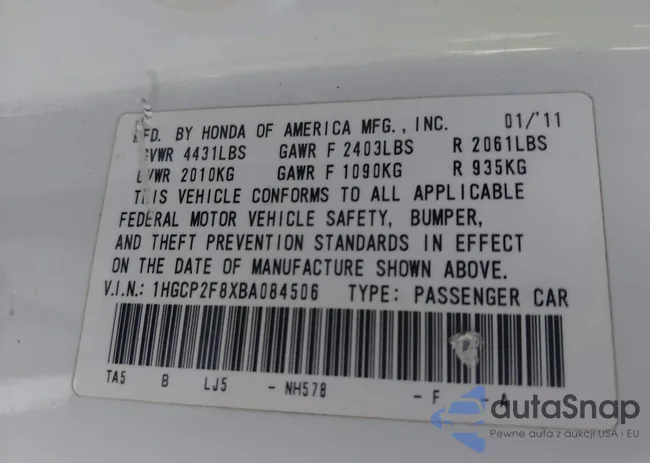 MFD. BY HONDA OF AMERICA MFG., INC. 01/'11
GVWR 4431LBS GAWR F 2403LBS R 2061LBS
GVWR 2010KG GAWR F 1090KG R 935KG
THIS VEHICLE CONFORMS TO ALL APPLICABLE
FEDERAL MOTOR VEHICLE SAFETY, BUMPER,
AND THEFT PREVENTION STANDARDS IN EFFECT
ON THE DATE OF MANUFACTURE SHOWN ABOVE.
V.I.N.: 1HGCP2F8XBA084506 TYPE: PASSENGER CAR
TA5 B LJ5 - NH578 - F - A
autaSnap
Pewne auta z aukcji USA i EU